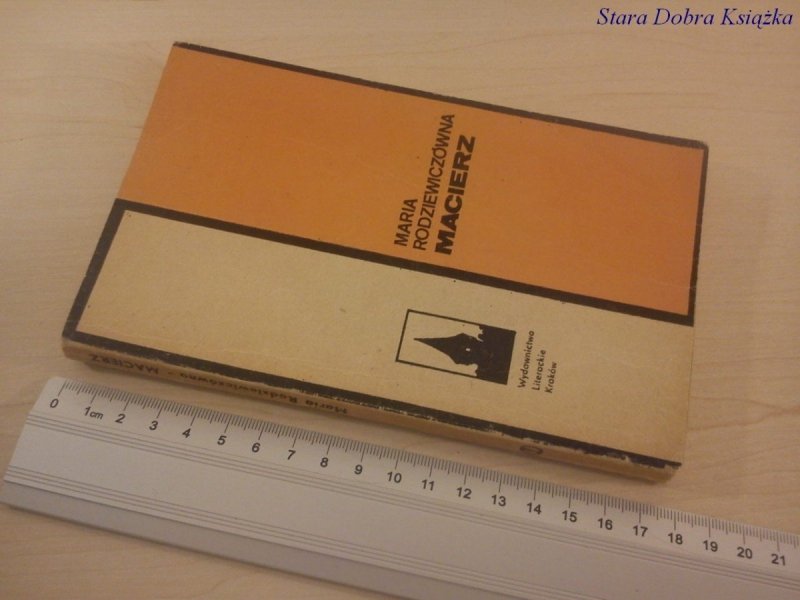 Stara Dobra Książka
MARIA
RODZIEWICZÓWNA
MACIERZ
Wydawnictwo
Literackie
Kraków
Maria Rodziewiczówna - MACIERZ
0 1cm 2 3 4 5 6 7 8 9 10 11 12 13 14 15 16 17 18 19 20 21